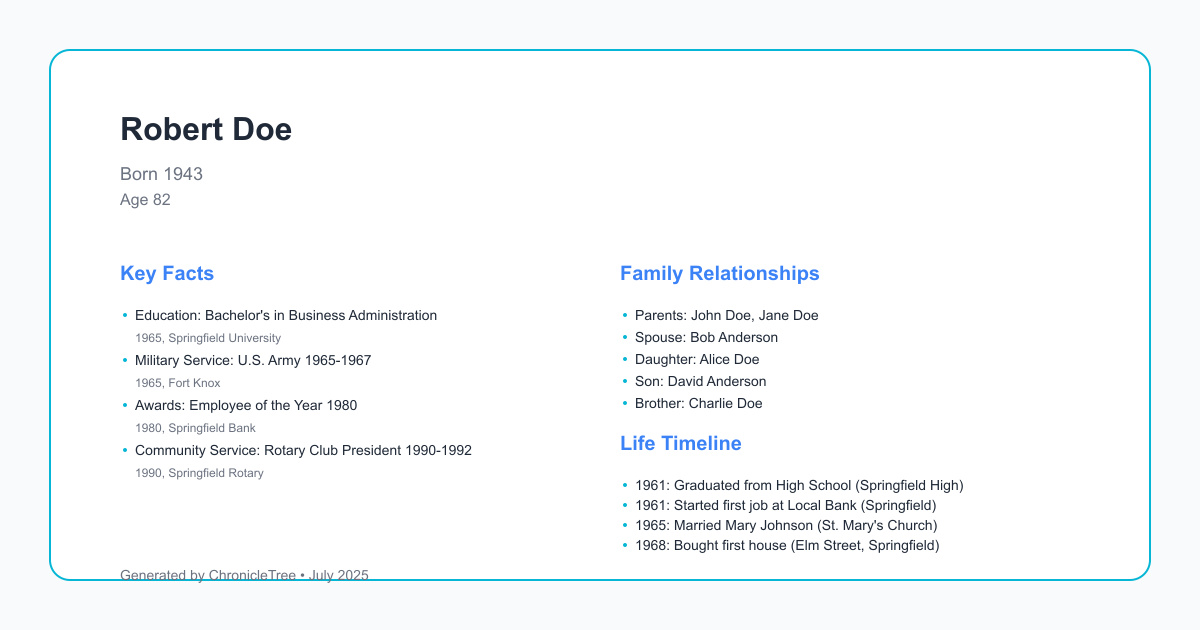 Robert Doe
Born 1943
Age 82
Key Facts
• Education: Bachelor's in Business Administration
1965, Springfield University
• Military Service: U.S. Army 1965-1967
1965, Fort Knox
• Awards: Employee of the Year 1980
1980, Springfield Bank
• Community Service: Rotary Club President 1990-1992
1990, Springfield Rotary
Family Relationships
• Parents: John Doe, Jane Doe
• Spouse: Bob Anderson
• Daughter: Alice Doe
• Son: David Anderson
• Brother: Charlie Doe
Life Timeline
• 1961: Graduated from High School (Springfield High)
• 1961: Started first job at Local Bank (Springfield)
• 1965: Married Mary Johnson (St. Mary's Church)
• 1968: Bought first house (Elm Street, Springfield)
Generated by ChronicleTree • July 2025